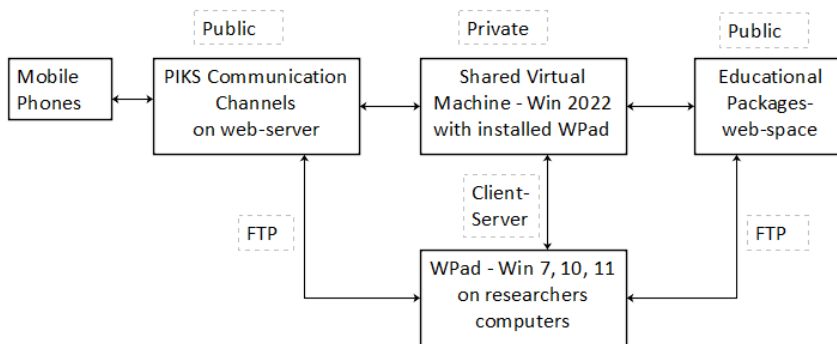 Public
Private
Public
Mobile
Phones
PIKS Communication
Channels
on web-server
Shared Virtual
Machine - Win 2022
with installed WPad
Educational
Packages-
web-space
Client-
Server
FTP
FTP
WPad - Win 7, 10, 11
on researchers
computers